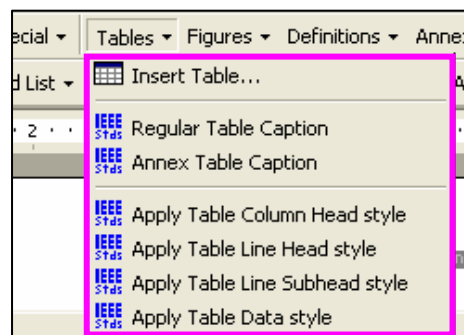 ecial Tables Figures Definitions Anne
d List
Insert Table...
2
IEEE Stds Regular Table Caption
IEEE Stds Annex Table Caption
IEEE Stds Apply Table Column Head style
IEEE Stds Apply Table Line Head style
IEEE Stds Apply Table Line Subhead style
IEEE Stds Apply Table Data style